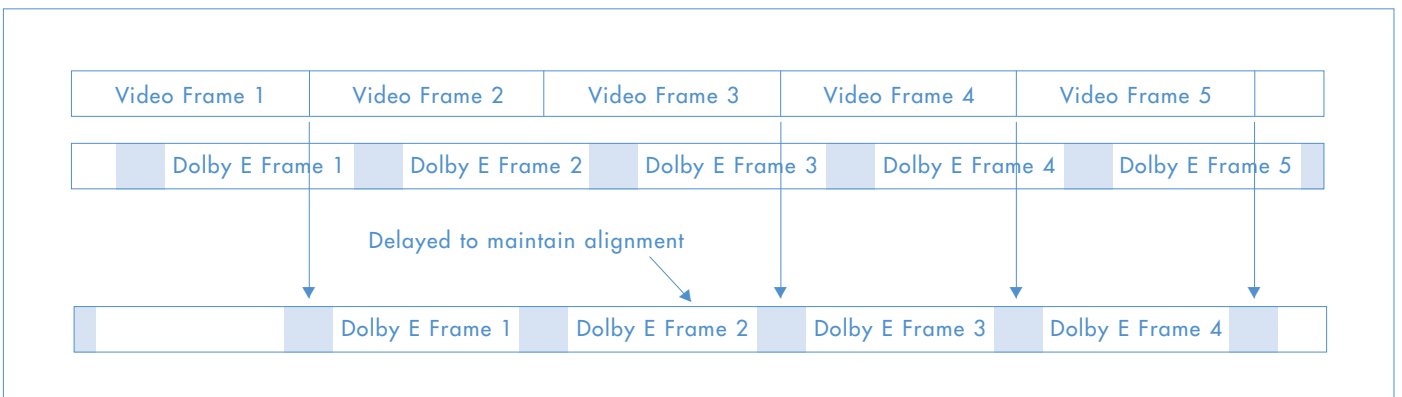 Video Frame 1 Video Frame 2 Video Frame 3 Video Frame 4 Video Frame 5
Dolby E Frame 1 Dolby E Frame 2 Dolby E Frame 3 Dolby E Frame 4 Dolby E Frame 5
Delayed to maintain alignment
Dolby E Frame 1 Dolby E Frame 2 Dolby E Frame 3 Dolby E Frame 4